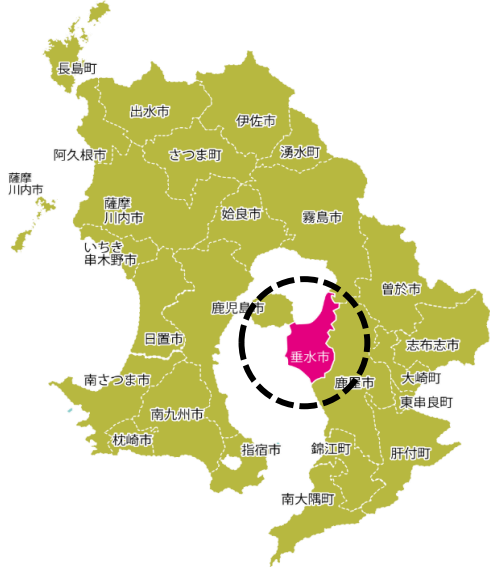 長島町
出水市
伊佐市
阿久根市
さつま町
湧水町
薩摩
川内市
薩摩
川内市
姶良市
霧島市
いちき
串木野市
曽於市
鹿児島市
日置市
垂水市
志布志市
南さつま市
鹿屋市
大崎町
東串良町
南九州市
枕崎市
指宿市
錦江町
肝付町
南大隅町